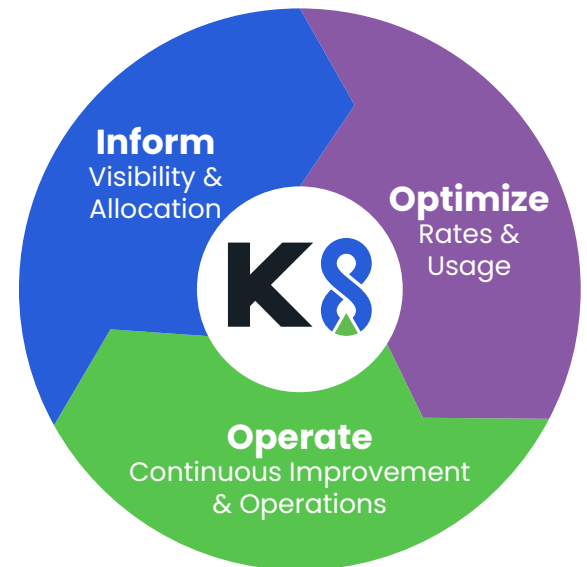 Inform
Visibility &
Allocation
Optimize
Rates &
Usage
K8
Operate
Continuous Improvement
& Operations